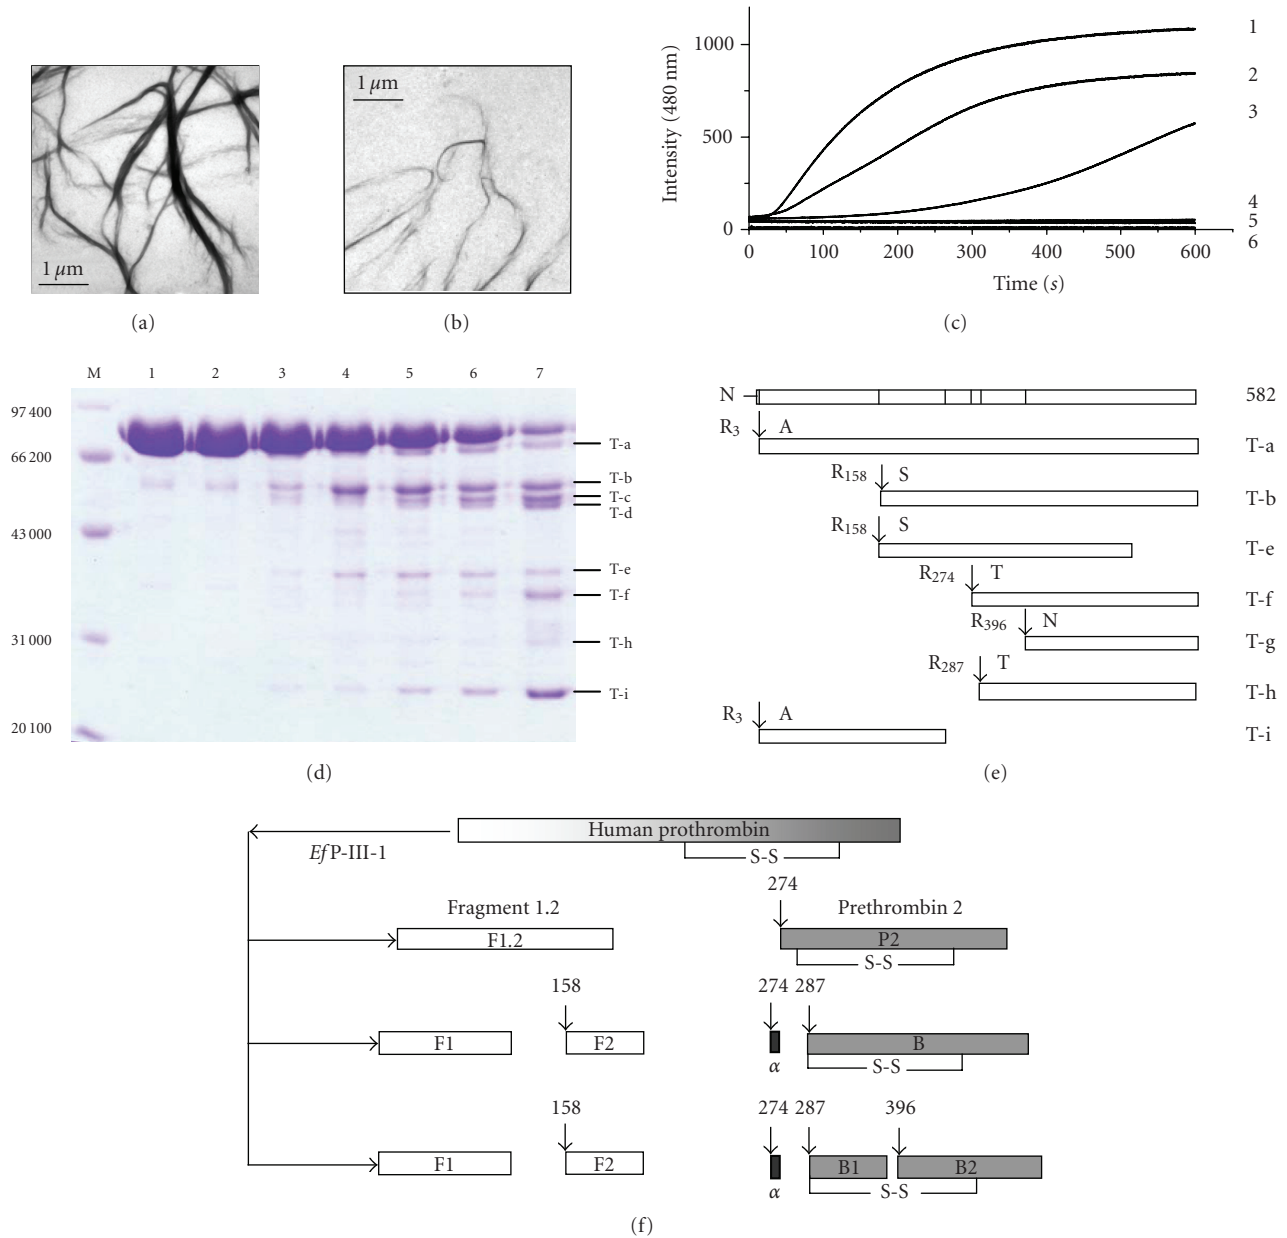 1 µm
(a)
1 µm
(b)
Intensity (480 nm)
1000
500
0
0 100 200 300 400 500 600
Time (s)
1
2
3
4
5
6
(c)
M 1 2 3 4 5 6 7
97 400
66 200
43 000
31 000
20 100
T-a
T-b
T-c
T-d
T-e
T-f
T-h
T-i
(d)
N 582
R3 A T-a
R158 S T-b
R158 S T-e
R274 T T-f
R396 N T-g
R287 T T-h
R3 A T-i
(e)
Human prothrombin
EfP-III-1
S-S
274
Fragment 1.2 Prethrombin 2
F1.2 P2
S-S
158 274 287
F1 F2 B
α S-S
158 274 287 396
F1 F2 B1 B2
α S-S
(f)